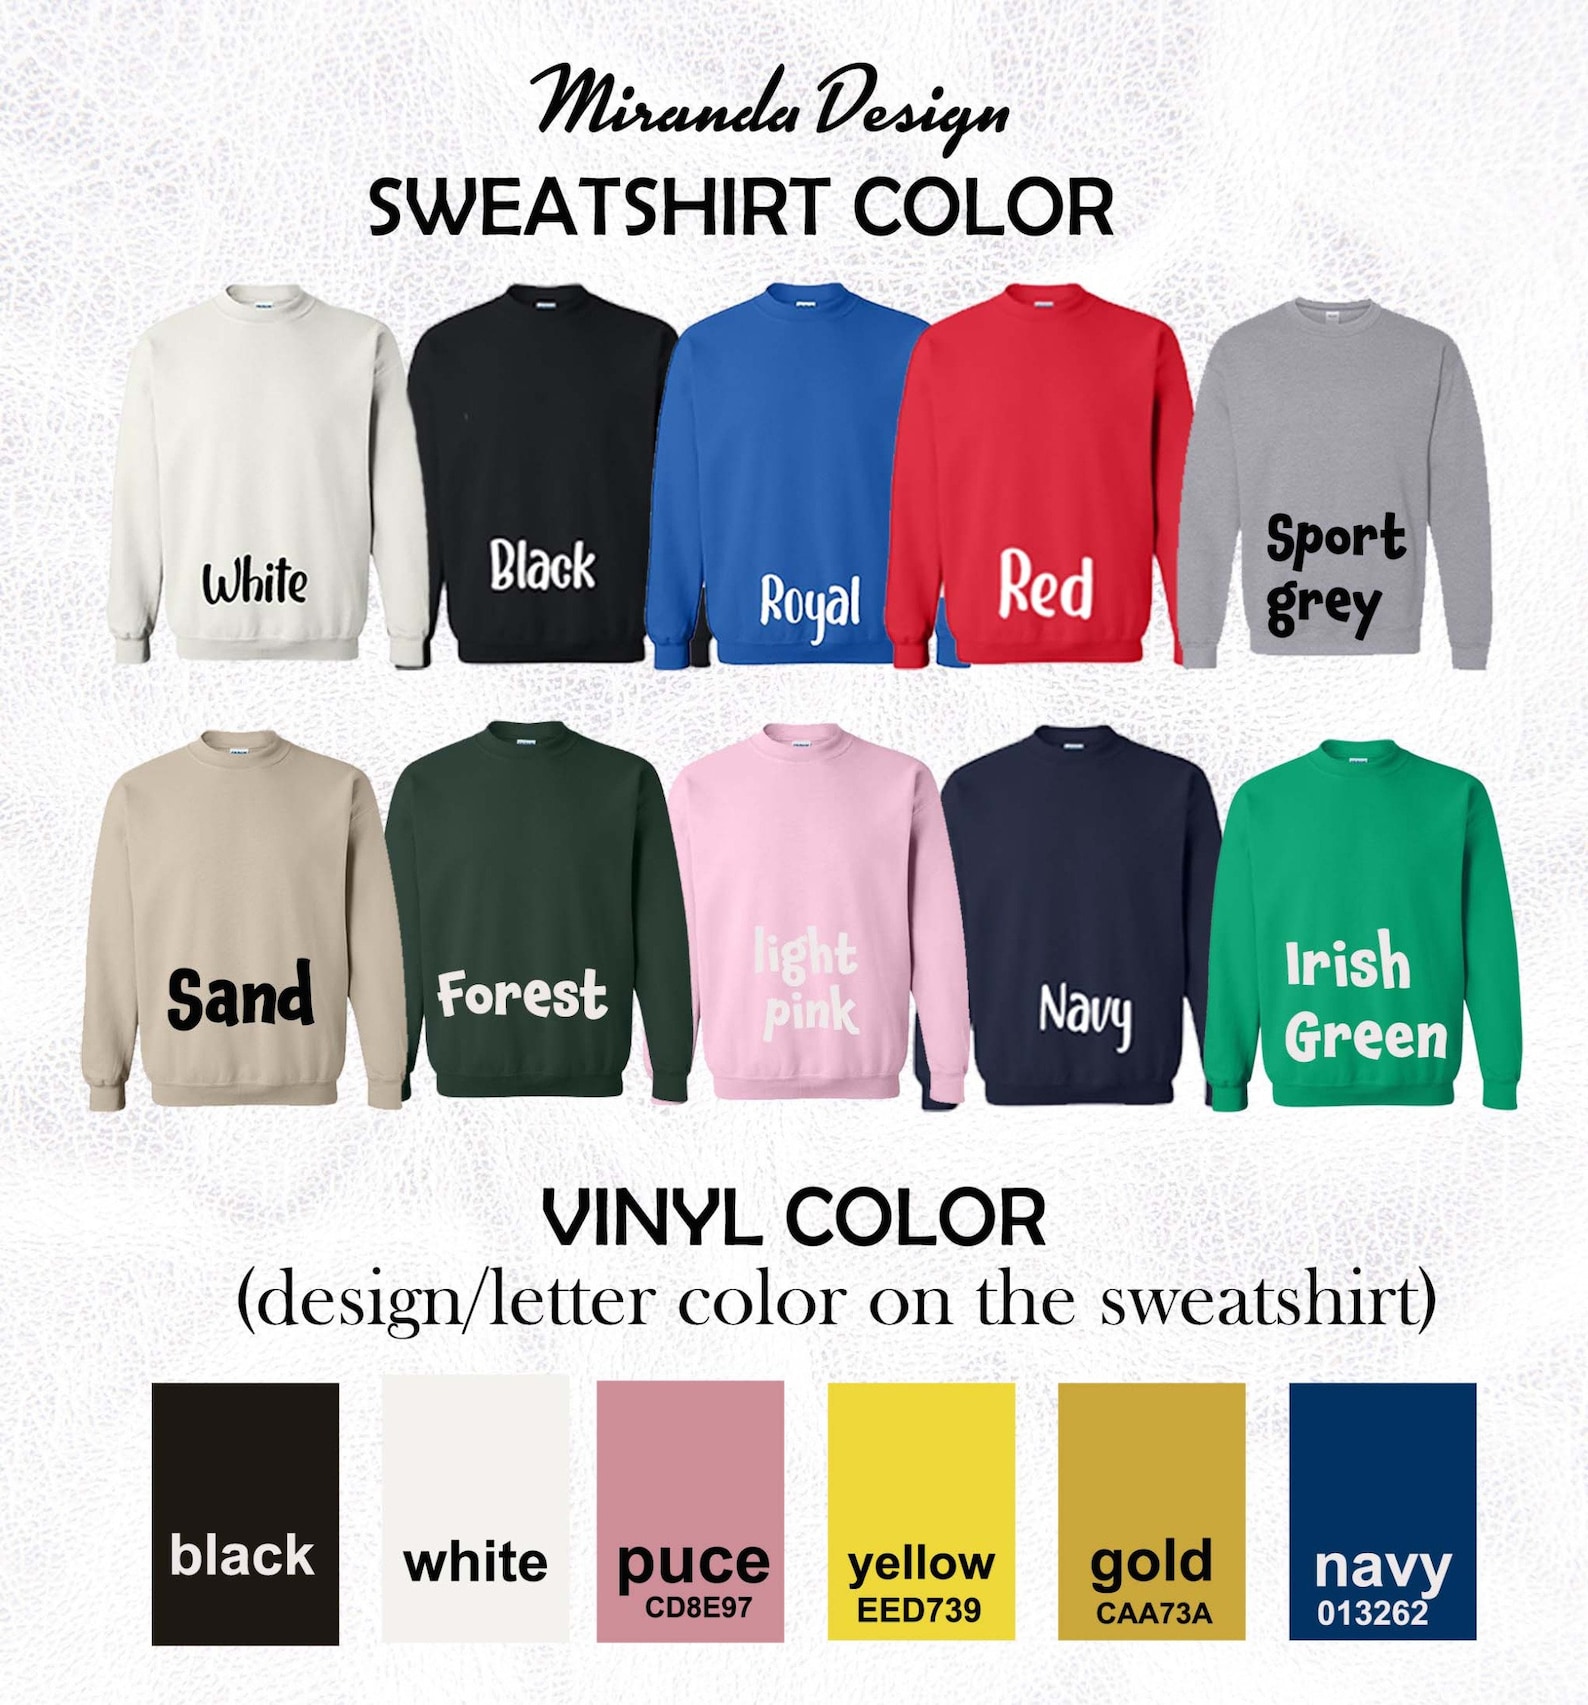 Miranda Design
SWEATSHIRT COLOR
White
Black
Royal
Red
Sport
grey
Sand
Forest
light
pink
Navy
Irish
Green
VINYL COLOR
(design/letter color on the sweatshirt)
black
white
puce
CD8E97
yellow
EED739
gold
CAA73A
navy
013262